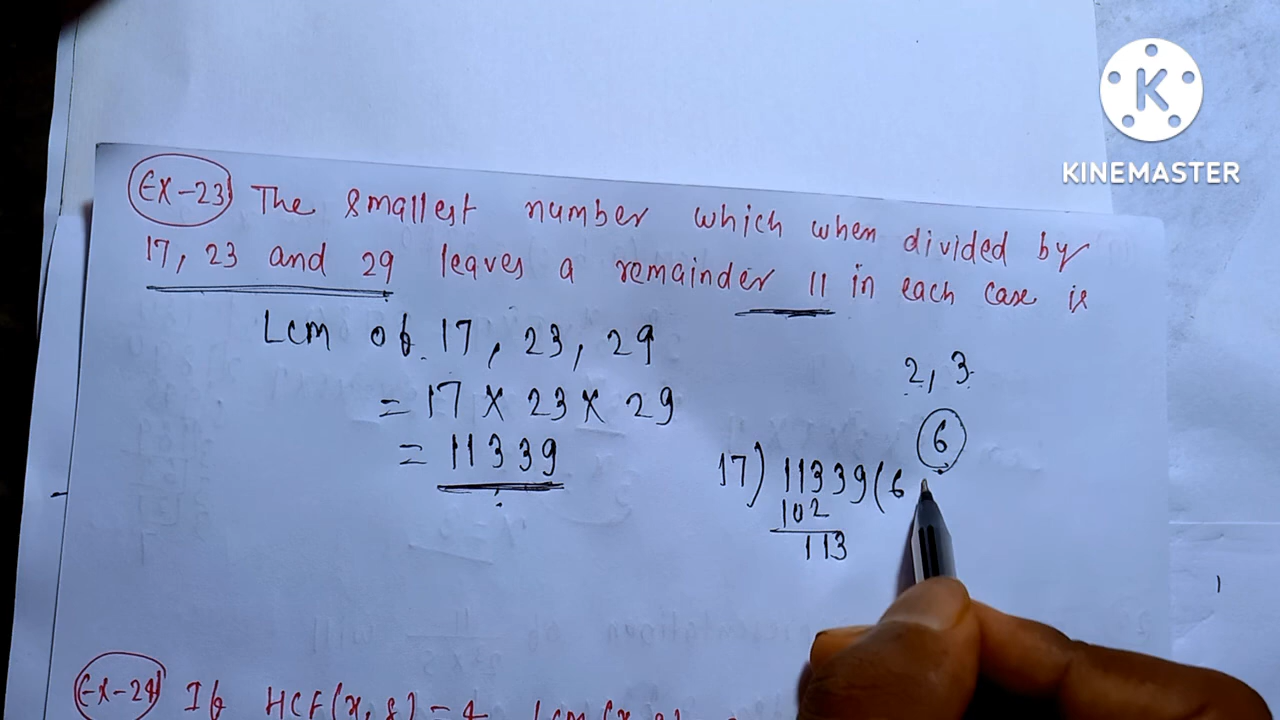 K
KINEMASTER
Ex-23 The smallest number which when divided by
17, 23 and 29 leaves a remainder 11 in each case is
Lcm of 17, 23, 29
= 17 × 23 × 29
= 11339
2, 3
6
17) 11339 (6
102
113
Ex-24 If HCF(x, 8) = 4